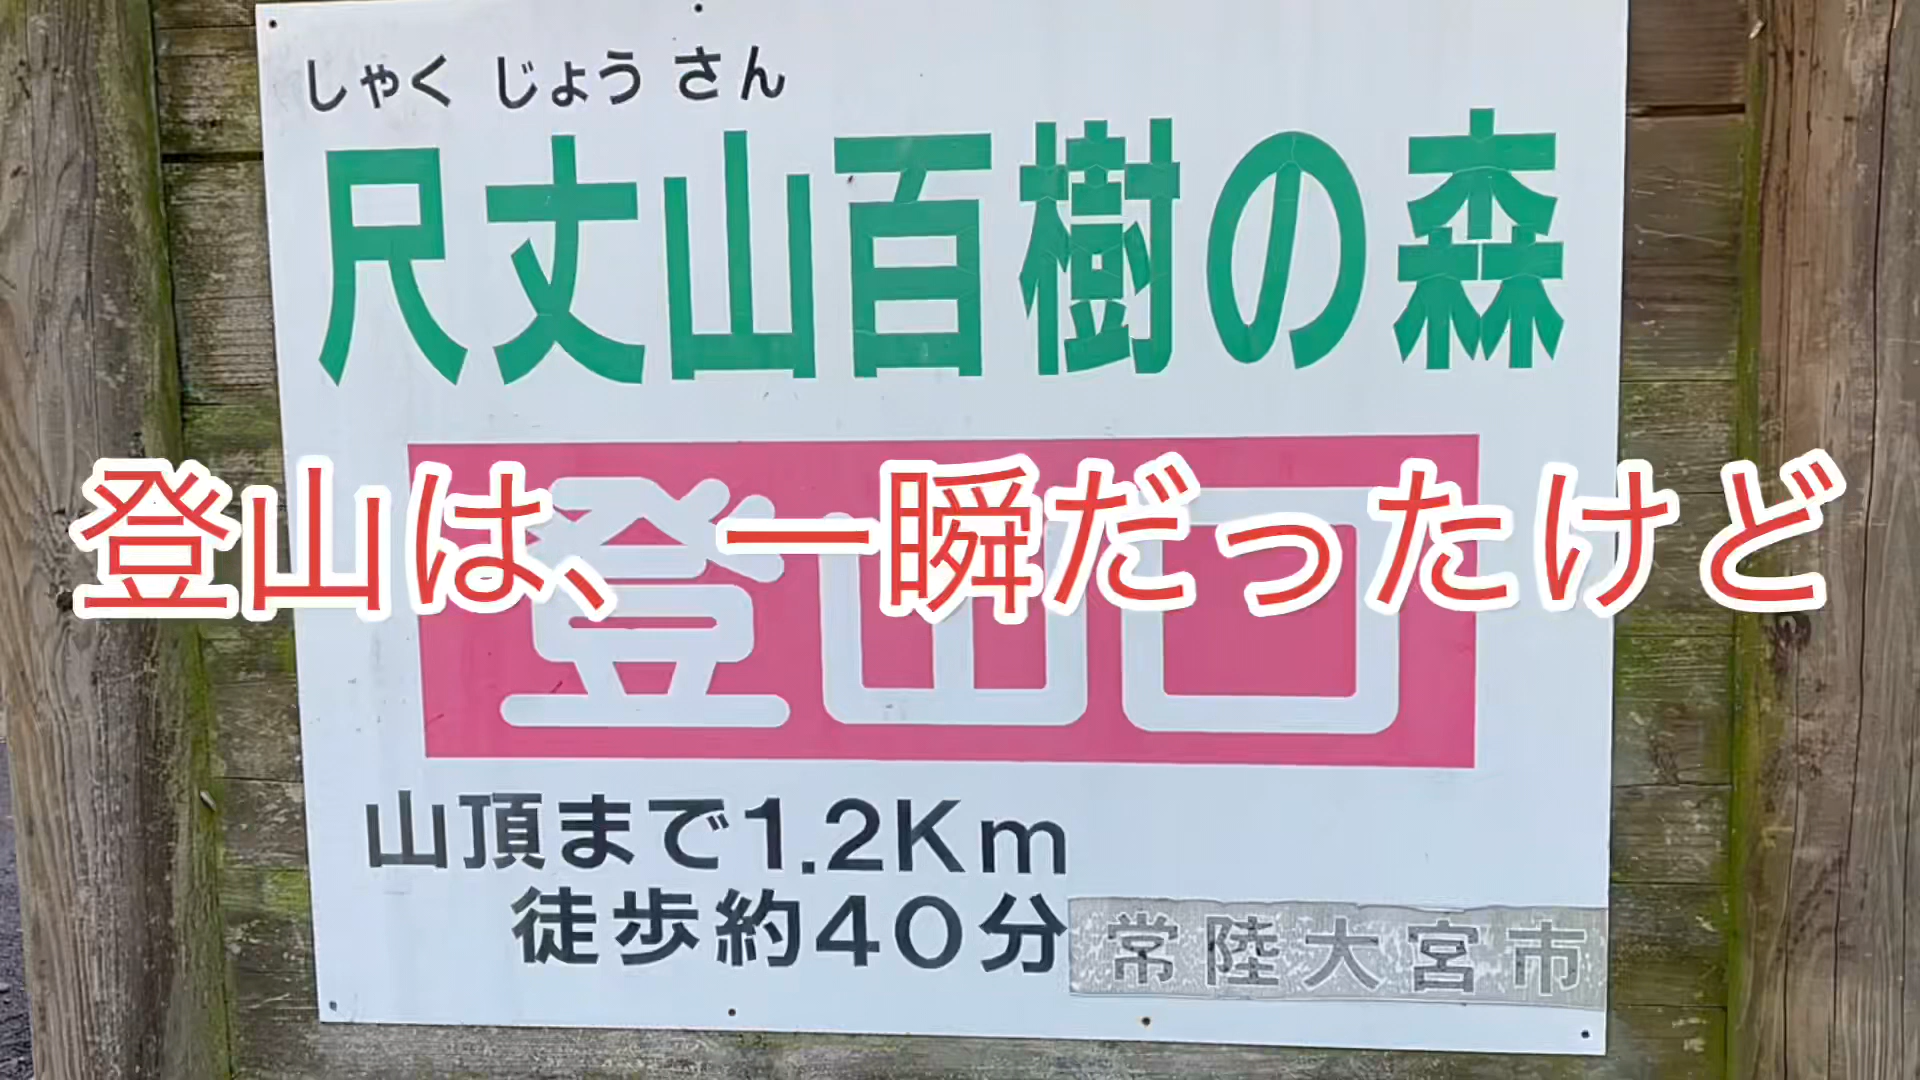 しゃくじょうさん
尺丈山百樹の森
登山口
登山は、一瞬だったけど
山頂まで1.2Km
徒歩約40分
常陸大宮市